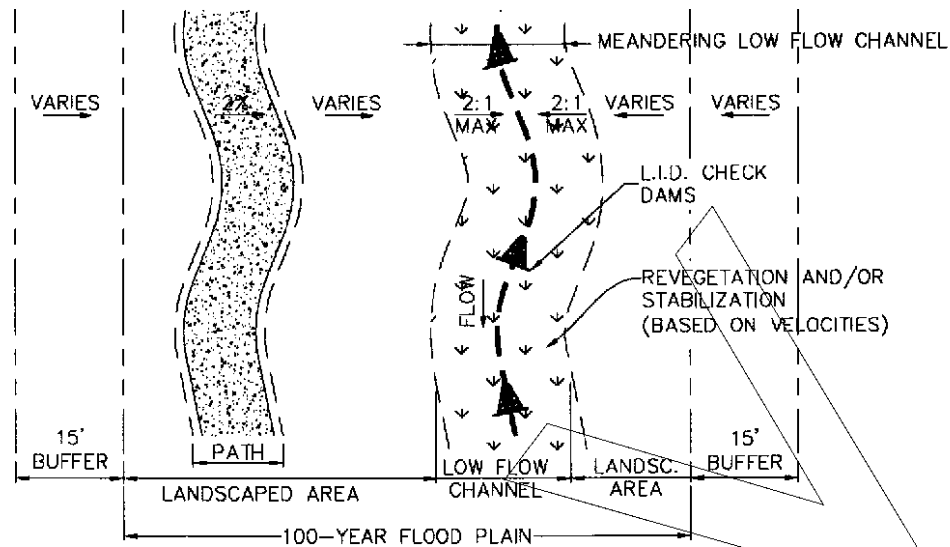 MEANDERING LOW FLOW CHANNEL
VARIES
2%
VARIES
2:1
MAX
2:1
MAX
VARIES
VARIES
L.I.D. CHECK
DAMS
FLOW
REVEGETATION AND/OR
STABILIZATION
(BASED ON VELOCITIES)
15'
BUFFER
PATH
LOW FLOW
CHANNEL
LANDSC.
AREA
15'
BUFFER
LANDSCAPED AREA
100-YEAR FLOOD PLAIN